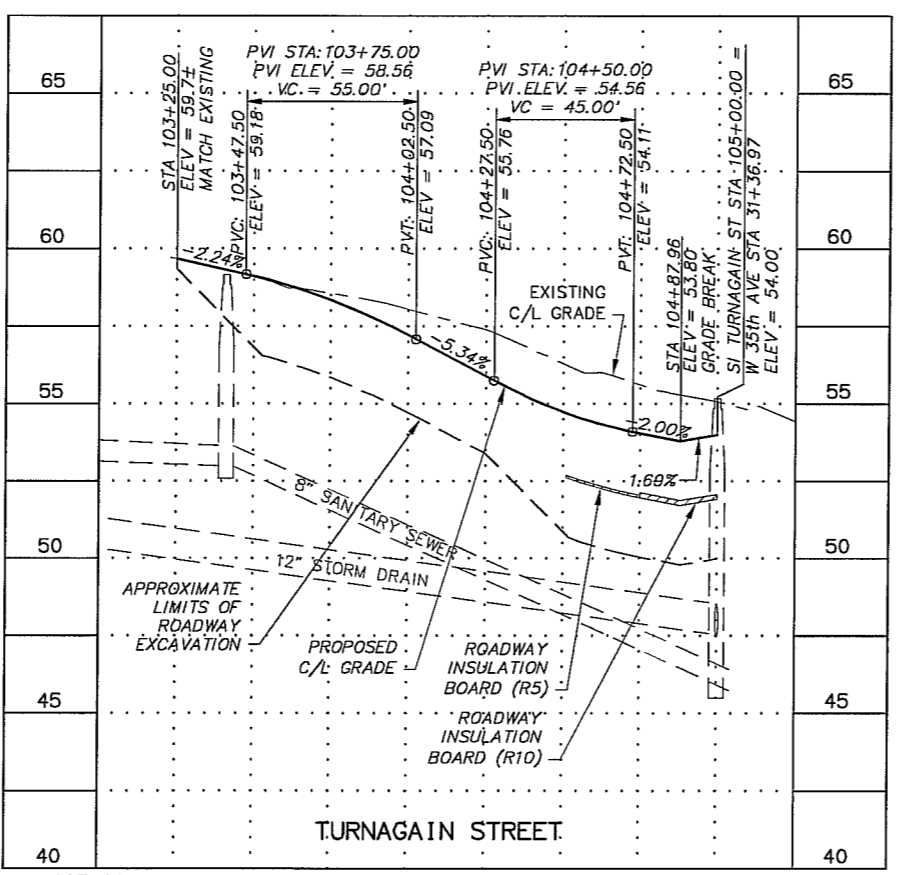 PVI STA: 103+75.00
PVI ELEV. = 58.56
VC = 55.00'
PVI STA: 104+50.00
PVI ELEV. = 54.56
VC = 45.00'
STA 103+25.00
ELEV = 59.7±
MATCH EXISTING
PVC: 103+47.50
ELEV = 59.18
PVT: 104+02.50
ELEV = 57.09
PVC: 104+27.50
ELEV = 55.76
PVT: 104+72.50
ELEV = 54.11
STA 104+87.96
ELEV = 53.80
GRADE BREAK
SI TURNAGAIN ST STA 105+00.00 =
W 35th AVE STA 31+36.97
ELEV = 54.00
65
65
60
60
55
55
50
50
45
45
40
40
-2.24%
-5.34%
-2.00%
1.69%
EXISTING
C/L GRADE
8" SANITARY SEWER
12" STORM DRAIN
APPROXIMATE
LIMITS OF
ROADWAY
EXCAVATION
PROPOSED
C/L GRADE
ROADWAY
INSULATION
BOARD (R5)
ROADWAY
INSULATION
BOARD (R10)
TURNAGAIN STREET